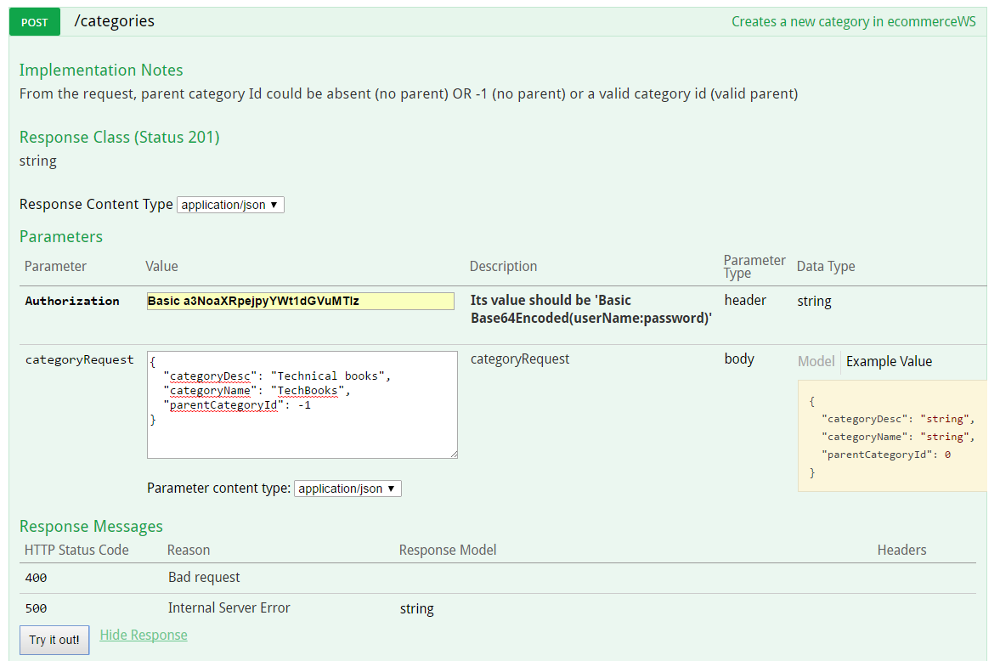 POST /categories Creates a new category in ecommerceWS
Implementation Notes
From the request, parent category Id could be absent (no parent) OR -1 (no parent) or a valid category id (valid parent)
Response Class (Status 201)
string
Response Content Type application/json ▼
Parameters
Parameter Value Description Parameter Type Data Type
Authorization Basic a3NoaXRpejpyYWt1dGVuMTIz Its value should be 'Basic Base64Encoded(userName:password)' header string
categoryRequest
{
"categoryDesc": "Technical books",
"categoryName": "TechBooks",
"parentCategoryId": -1
}
categoryRequest body Model Example Value
{
"categoryDesc": "string",
"categoryName": "string",
"parentCategoryId": 0
}
Parameter content type: application/json ▼
Response Messages
HTTP Status Code Reason Response Model Headers
400 Bad request
500 Internal Server Error string
Try it out! Hide Response